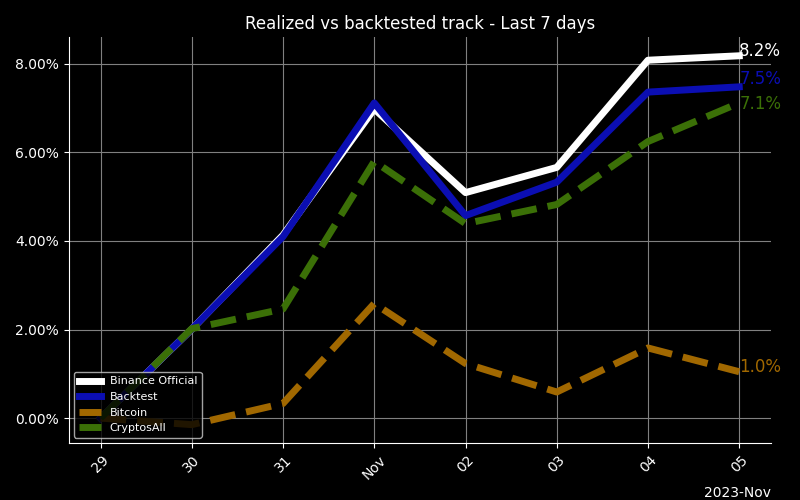 Realized vs backtested track - Last 7 days
8.00%
6.00%
4.00%
2.00%
0.00%
8.2%
7.5%
7.1%
1.0%
Binance Official
Backtest
Bitcoin
CryptosAll
29
30
31
Nov
02
03
04
05
2023-Nov